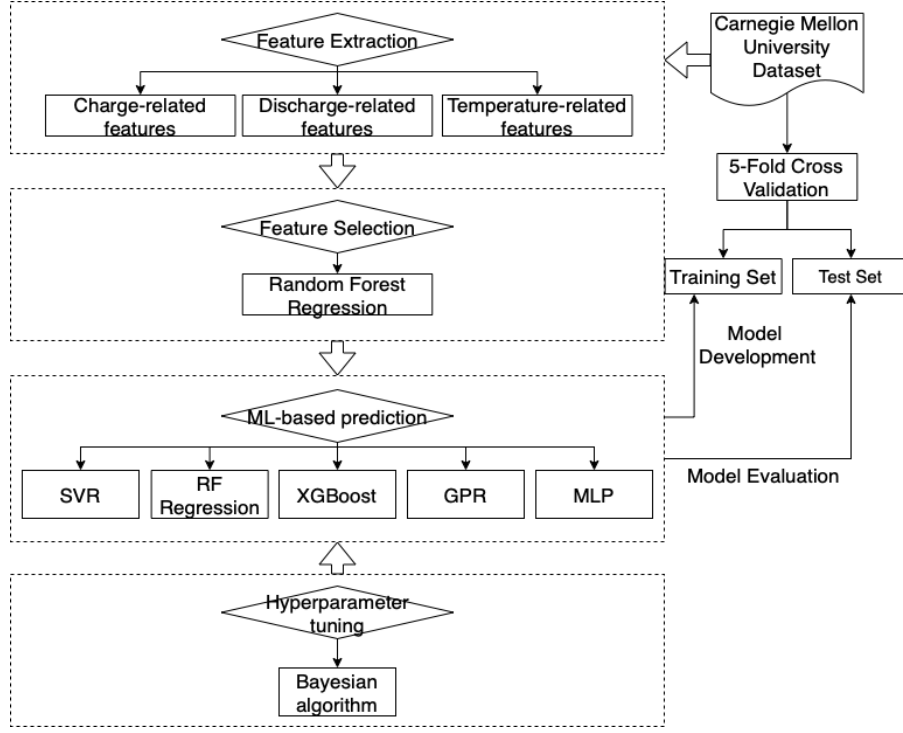 Feature Extraction
Charge-related
features
Discharge-related
features
Temperature-related
features
Carnegie Mellon
University
Dataset
5-Fold Cross
Validation
Training Set
Test Set
Feature Selection
Random Forest
Regression
Model
Development
ML-based prediction
SVR
RF
Regression
XGBoost
GPR
MLP
Model Evaluation
Hyperparameter
tuning
Bayesian
algorithm